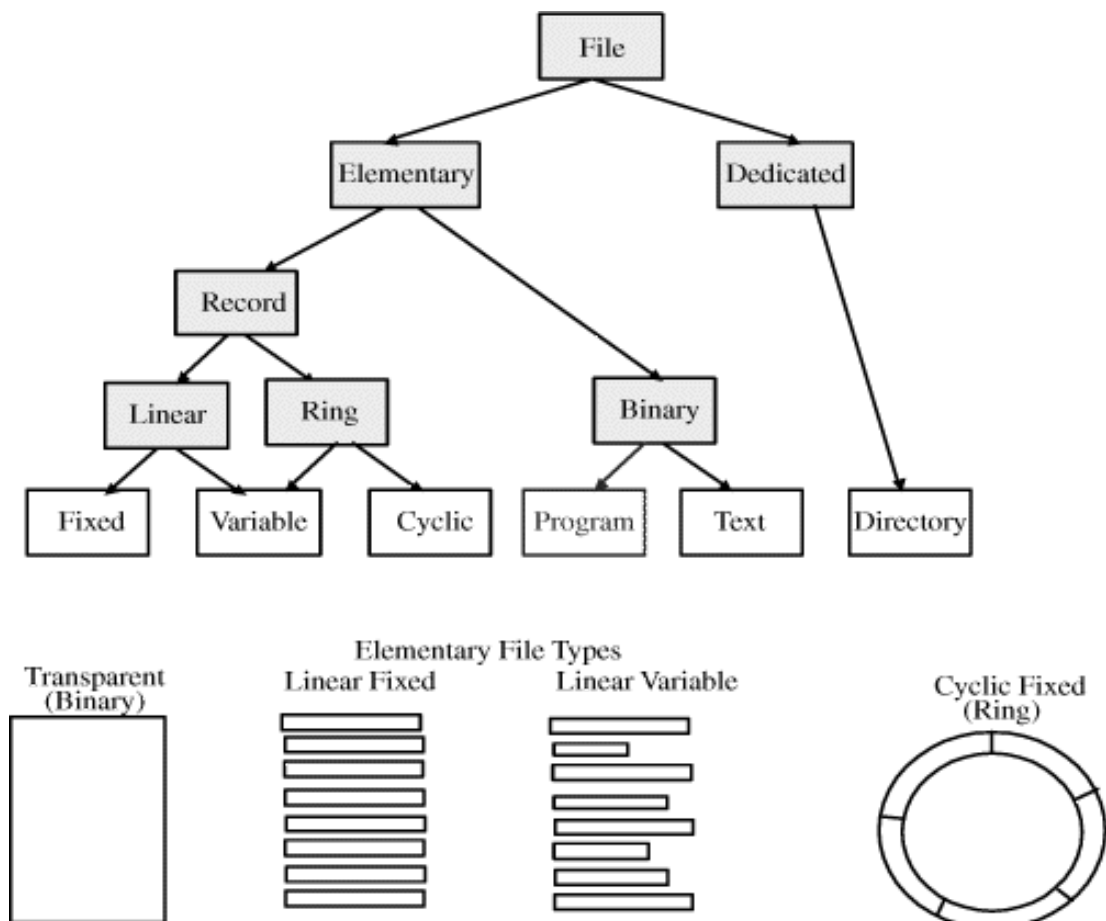 File
Elementary
Dedicated
Record
Linear
Ring
Binary
Fixed
Variable
Cyclic
Program
Text
Directory
Elementary File Types
Transparent
(Binary)
Linear Fixed
Linear Variable
Cyclic Fixed
(Ring)